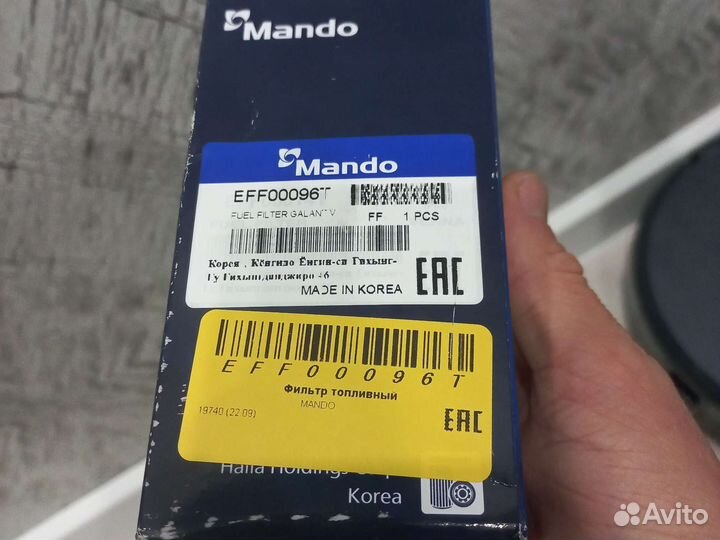 Mando
Mando
EFF00096T
FUEL FILTER GALANT V
FF 1 PCS
Корея , Кёнгидо Ёнгин-си Гихынг-
Гу Гихынгданджиро 46
MADE IN KOREA
EAC
EFF00096T
Фильтр топливный
MANDO
19740 (22 09)
EAC
Halla Holdings
Korea
Avito